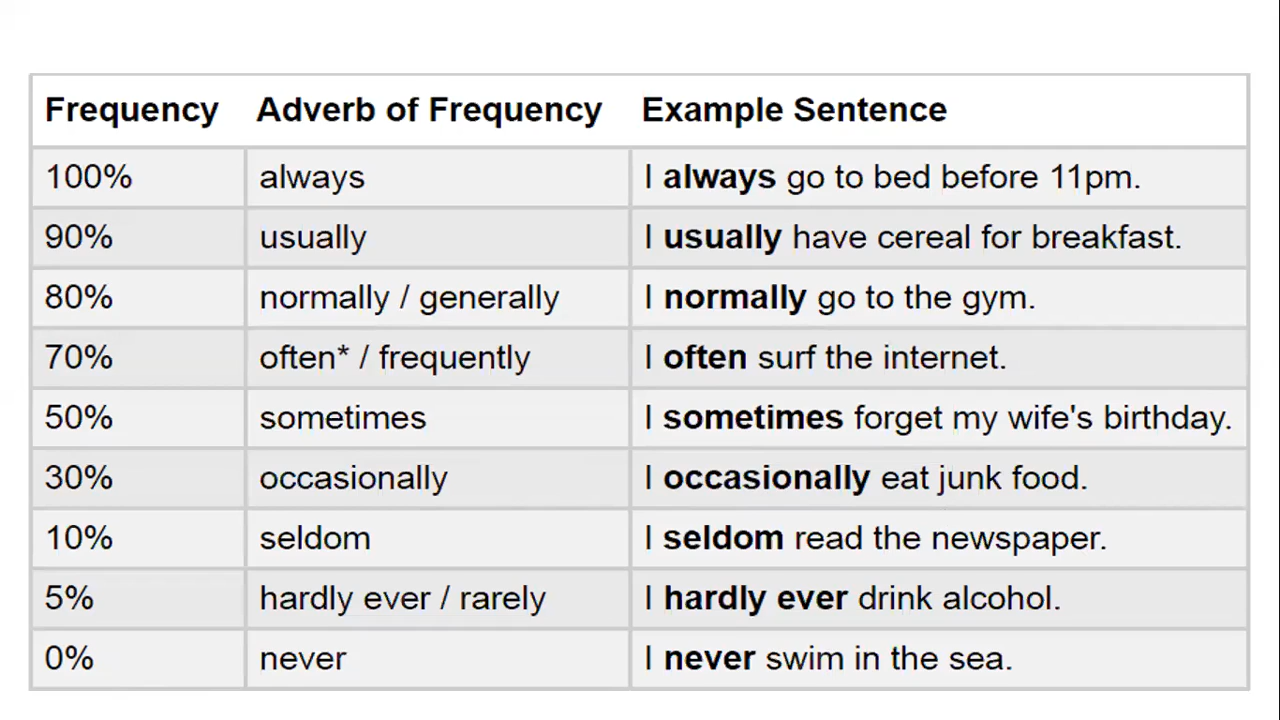 Frequency Adverb of Frequency Example Sentence
100% always I always go to bed before 11pm.
90% usually I usually have cereal for breakfast.
80% normally / generally I normally go to the gym.
70% often* / frequently I often surf the internet.
50% sometimes I sometimes forget my wife's birthday.
30% occasionally I occasionally eat junk food.
10% seldom I seldom read the newspaper.
5% hardly ever / rarely I hardly ever drink alcohol.
0% never I never swim in the sea.